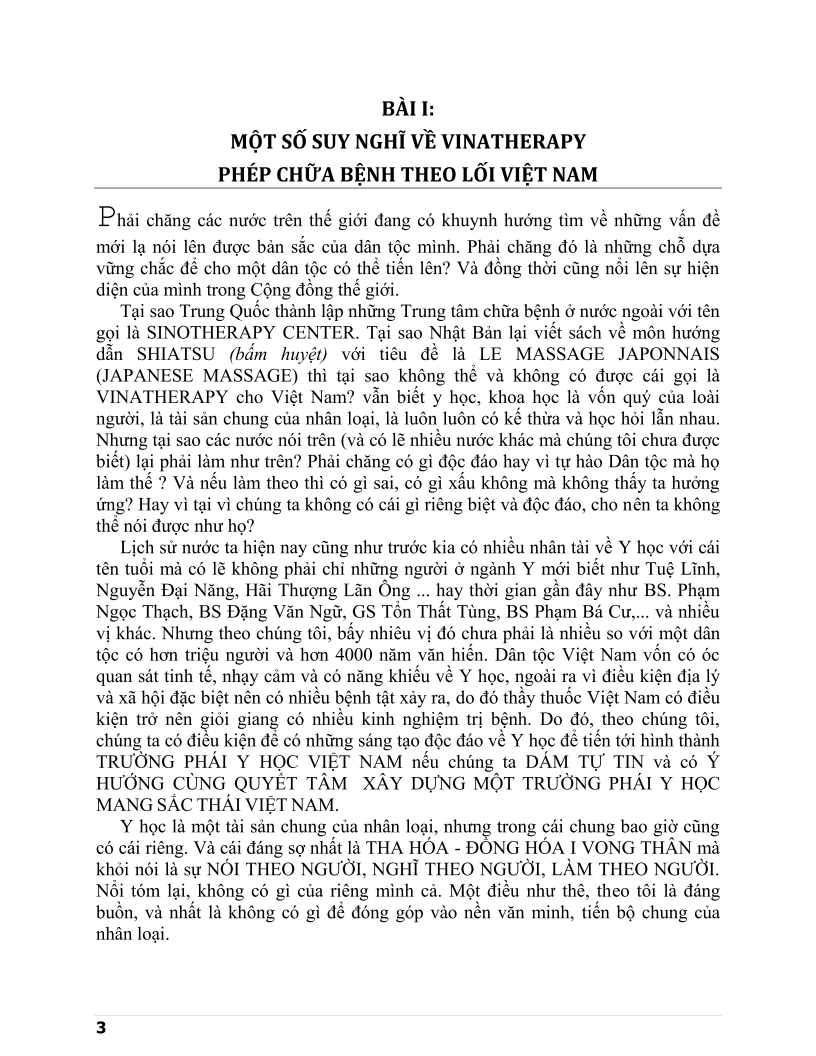 BÀI I:
MỘT SỐ SUY NGHĨ VỀ VINATHERAPY
PHÉP CHỮA BỆNH THEO LỐI VIỆT NAM
Phải chăng các nước trên thế giới đang có khuynh hướng tìm về những vấn đề
mới lạ nói lên được bản sắc của dân tộc mình. Phải chăng đó là những chỗ dựa
vững chắc để cho một dân tộc có thể tiến lên? Và đồng thời cũng nổi lên sự hiện
diện của mình trong Cộng đồng thế giới.
Tại sao Trung Quốc thành lập những Trung tâm chữa bệnh ở nước ngoài với tên
gọi là SINOTHERAPY CENTER. Tại sao Nhật Bản lại viết sách về môn hướng
dẫn SHIATSU (bấm huyệt) với tiêu đề là LE MASSAGE JAPONNAIS
(JAPANESE MASSAGE) thì tại sao không thể và không có được cái gọi là
VINATHERAPY cho Việt Nam? vẫn biết y học, khoa học là vốn quý của loài
người, là tài sản chung của nhân loại, là luôn luôn có kế thừa và học hỏi lẫn nhau.
Nhưng tại sao các nước nói trên (và có lẽ nhiều nước khác mà chúng tôi chưa được
biết) lại phải làm như trên? Phải chăng có gì độc đáo hay vì tự hào Dân tộc mà họ
làm thế ? Và nếu làm theo thì có gì sai, có gì xấu không mà không thấy ta hưởng
ứng? Hay vì tại vì chúng ta không có cái gì riêng biệt và độc đáo, cho nên ta không
thể nói được như họ?
Lịch sử nước ta hiện nay cũng như trước kia có nhiều nhân tài về Y học với cái
tên tuổi mà có lẽ không phải chỉ những người ở ngành Y mới biết như Tuệ Lĩnh,
Nguyễn Đại Năng, Hãi Thượng Lãn Ông ... hay thời gian gần đây như BS. Phạm
Ngọc Thạch, BS Đặng Văn Ngữ, GS Tổn Thất Tùng, BS Phạm Bá Cư,... và nhiều
vị khác. Nhưng theo chúng tôi, bấy nhiêu vị đó chưa phải là nhiều so với một dân
tộc có hơn triệu người và hơn 4000 năm văn hiến. Dân tộc Việt Nam vốn có óc
quan sát tinh tế, nhạy cảm và có năng khiếu về Y học, ngoài ra vì điều kiện địa lý
và xã hội đặc biệt nên có nhiều bệnh tật xảy ra, do đó thầy thuốc Việt Nam có điều
kiện trở nên giỏi giang có nhiều kinh nghiệm trị bệnh. Do đó, theo chúng tôi,
chúng ta có điều kiện để có những sáng tạo độc đáo về Y học để tiến tới hình thành
TRƯỜNG PHÁI Y HỌC VIỆT NAM nếu chúng ta DÁM TỰ TIN và có Ý
HƯỚNG CÙNG QUYẾT TÂM XÂY DỰNG MỘT TRƯỜNG PHÁI Y HỌC
MANG SẮC THÁI VIỆT NAM.
Y học là một tài sản chung của nhân loại, nhưng trong cái chung bao giờ cũng
có cái riêng. Và cái đáng sợ nhất là THA HÓA - ĐỒNG HÓA I VONG THÂN mà
khỏi nói là sự NÓI THEO NGƯỜI, NGHĨ THEO NGƯỜI, LÀM THEO NGƯỜI.
Nổi tóm lại, không có gì của riêng mình cả. Một điều như thê, theo tôi là đáng
buồn, và nhất là không có gì để đóng góp vào nền văn minh, tiến bộ chung của
nhân loại.
3